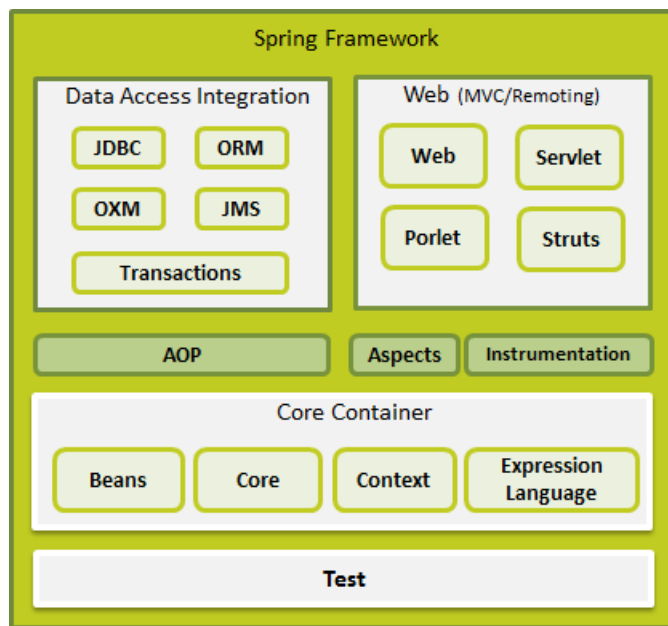 Spring Framework
Data Access Integration
JDBC
ORM
OXM
JMS
Transactions
Web (MVC/Remoting)
Web
Servlet
Porlet
Struts
AOP
Aspects
Instrumentation
Core Container
Beans
Core
Context
Expression
Language
Test